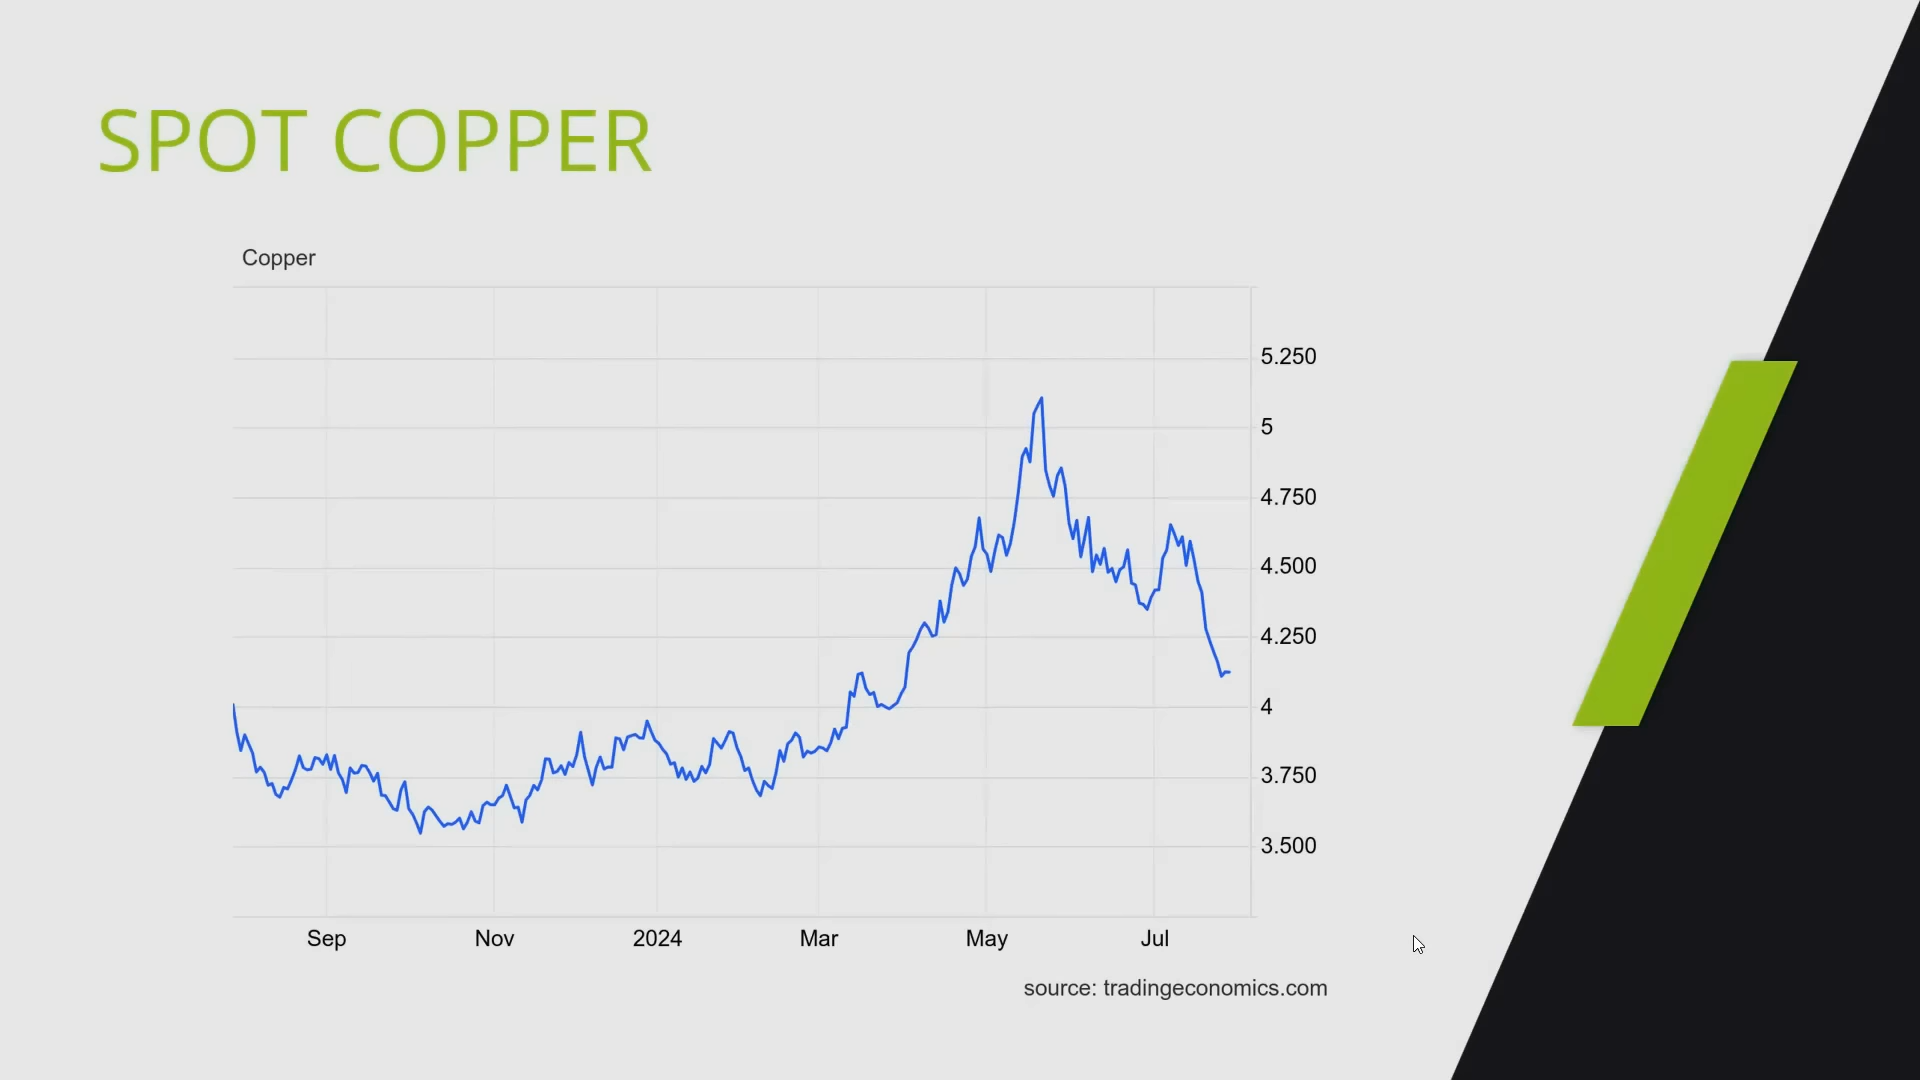 SPOT COPPER
Copper
5.250
5
4.750
4.500
4.250
4
3.750
3.500
Sep Nov 2024 Mar May Jul
source: tradingeconomics.com